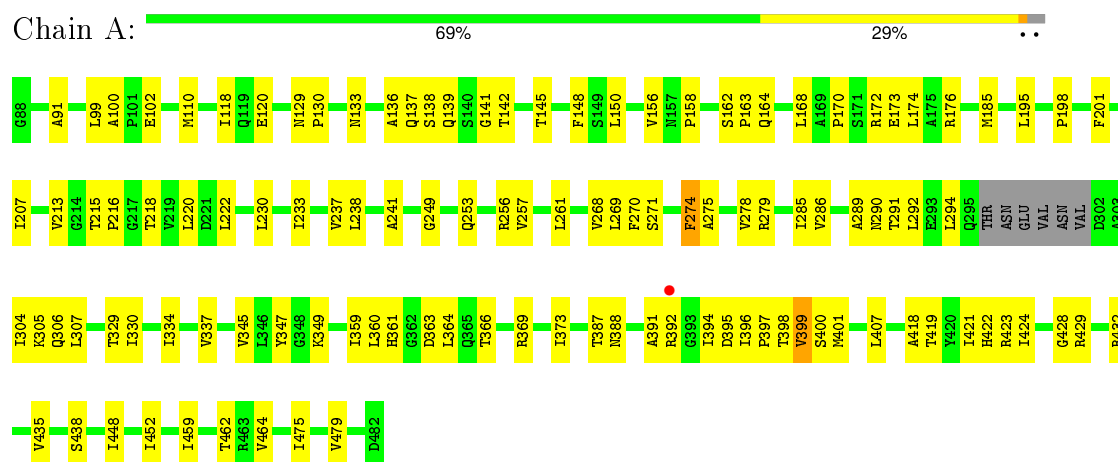 Chain A:
69% 29% • •
G88 A91 L99 A100 P101 E102 M110 I118 Q119 E120 N129 P130 N133 A136 Q137 S138 Q139 S140 G141 T142 T145 F148 S149 L150 V156 N157 P158 S162 P163 Q164 L168 A169 P170 S171 R172 E173 L174 A175 R176 M185 L195 P198 F201
I207 V213 G214 T215 P216 G217 T218 V219 L220 D221 L222 L230 I233 V237 L238 A241 G249 Q253 R256 V257 L261 V268 L269 F270 S271 F274 A275 V278 R279 I285 V286 A289 N290 T291 L292 E293 L294 Q295 THR ASN GLU VAL ASN VAL D302 A303
I304 K305 Q306 L307 T329 I330 I334 V337 V345 L346 Y347 G348 K349 I359 L360 H361 G362 D363 N364 Q365 T366 R369 I373 T387 N388 A391 R392 G393 I394 D395 I396 P397 T398 V399 S400 M401 L407 A418 T419 Y420 I421 H422 R423 I424 G428 R429 R432
V435 S438 I448 I452 I459 T462 R463 V464 I475 V479 D482